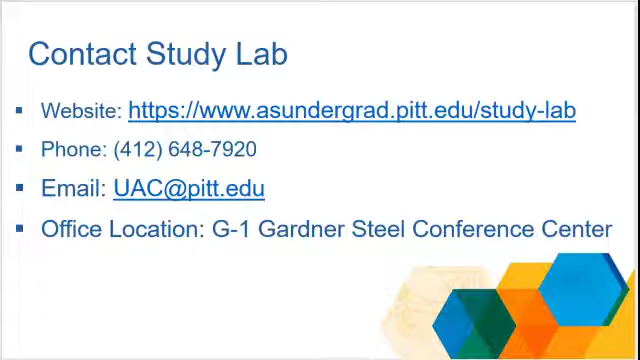 Contact Study Lab
▪ Website: https://www.asundergrad.pitt.edu/study-lab
▪ Phone: (412) 648-7920
▪ Email: UAC@pitt.edu
▪ Office Location: G-1 Gardner Steel Conference Center